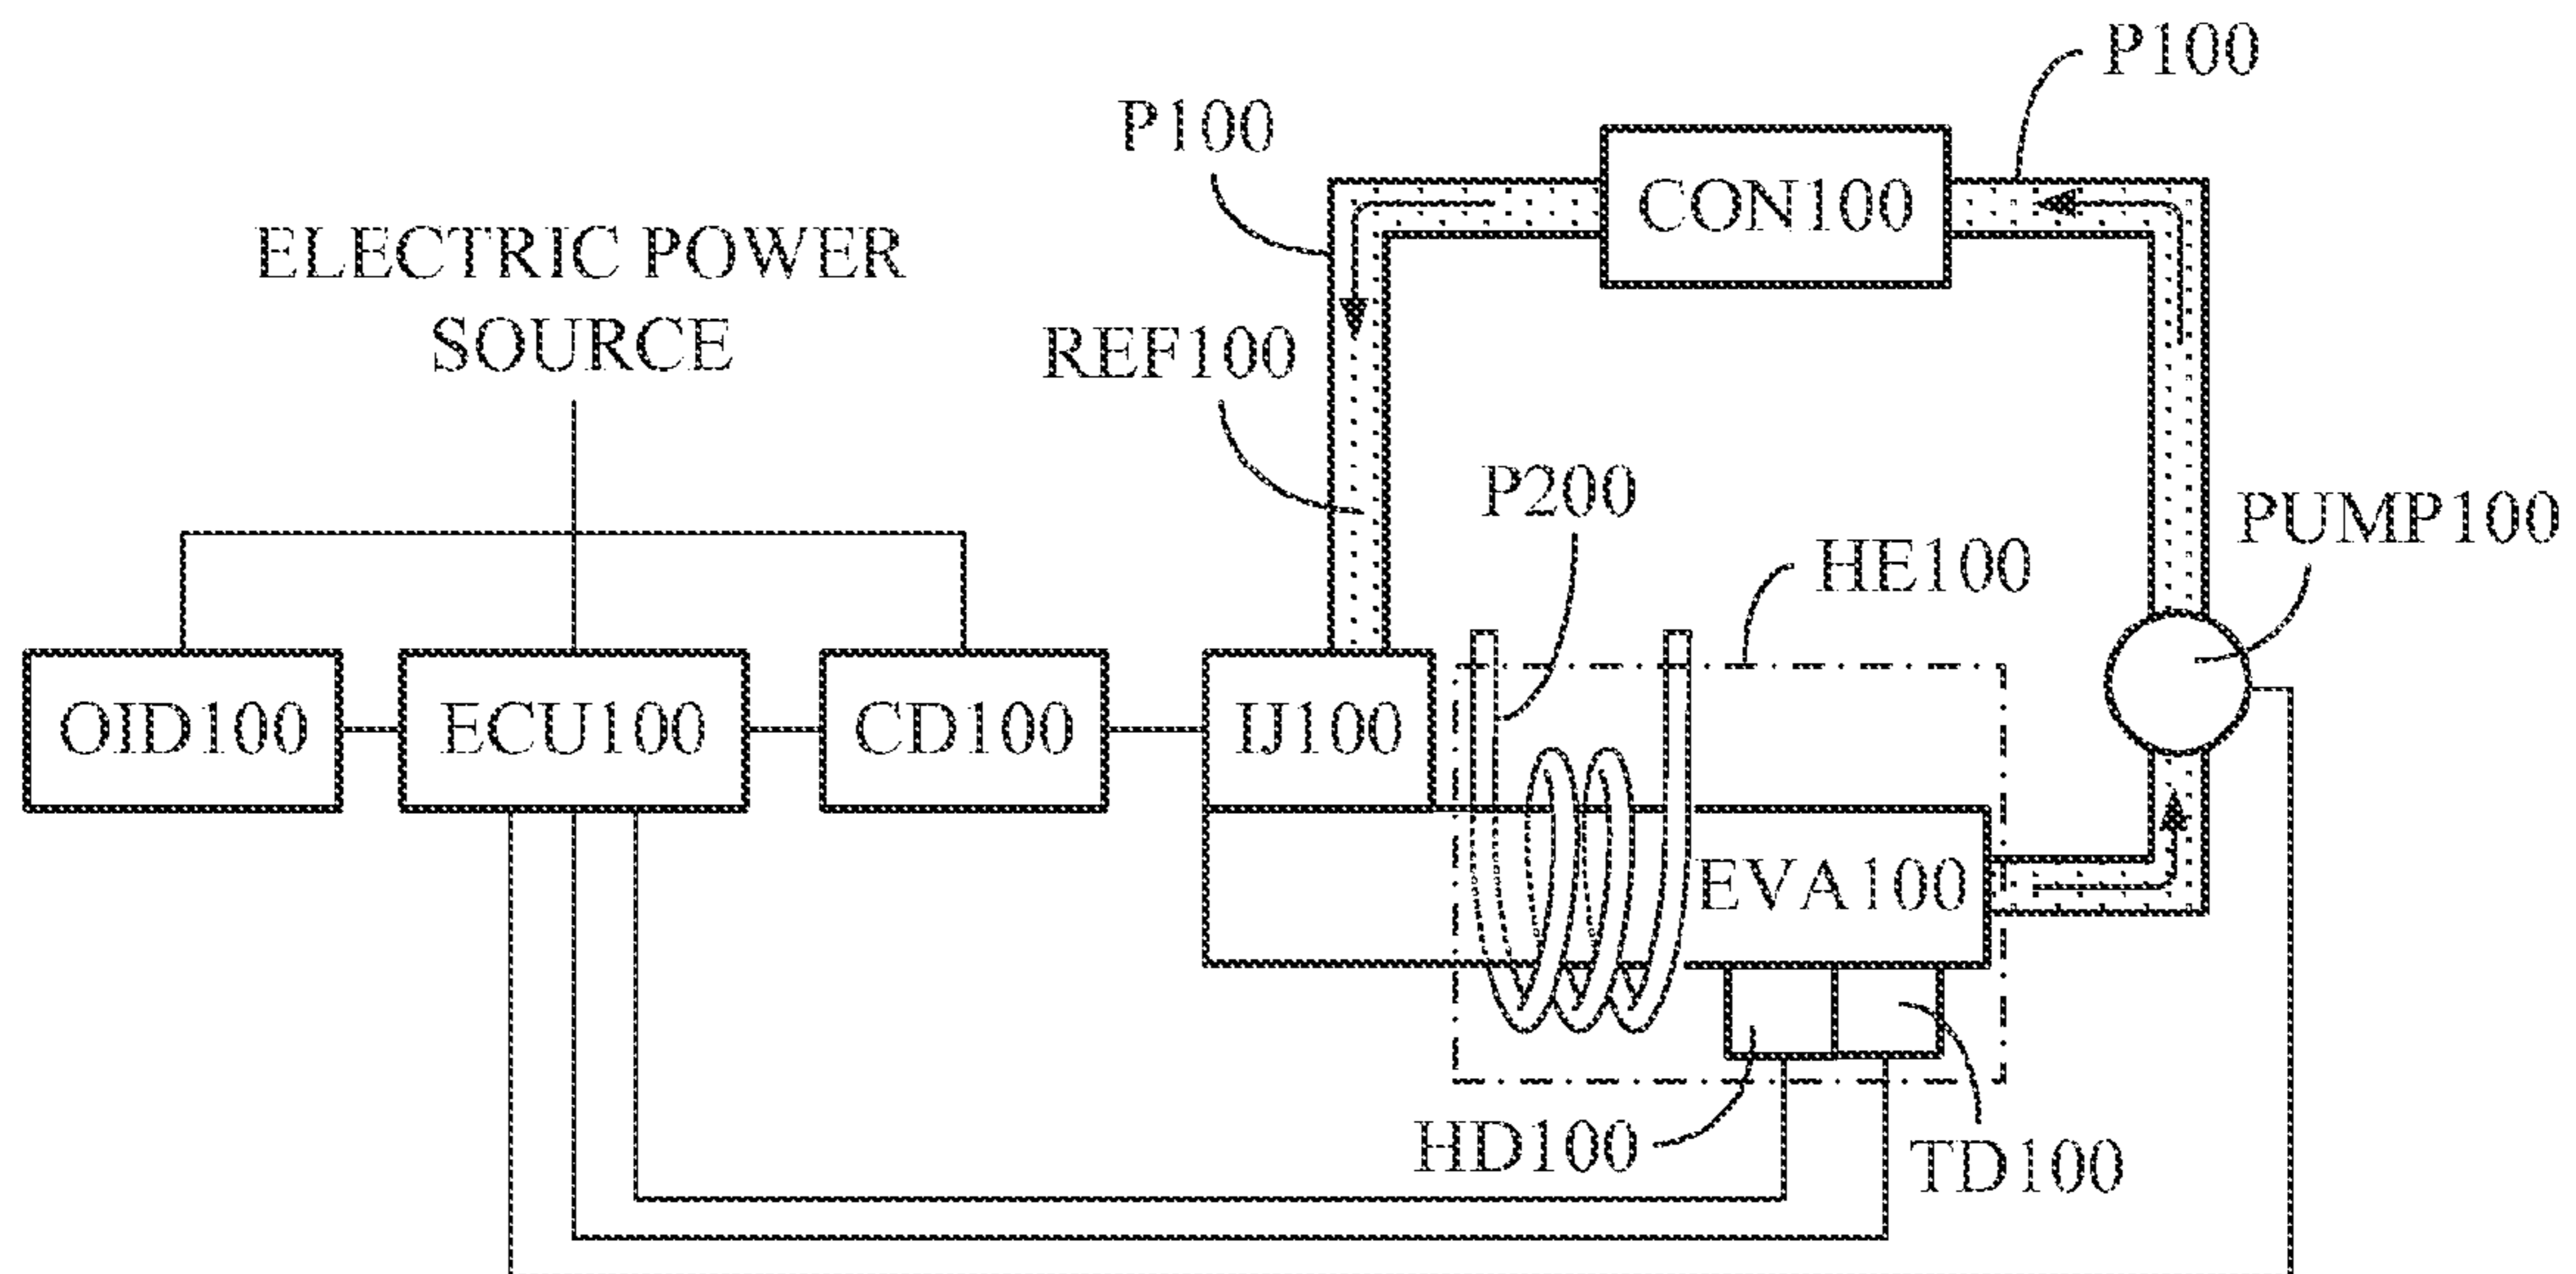 P100
P100
CON100
ELECTRIC POWER
SOURCE
REF100
P200
PUMP100
HE100
OID100
ECU100
CD100
IJ100
EVA100
HD100
TD100